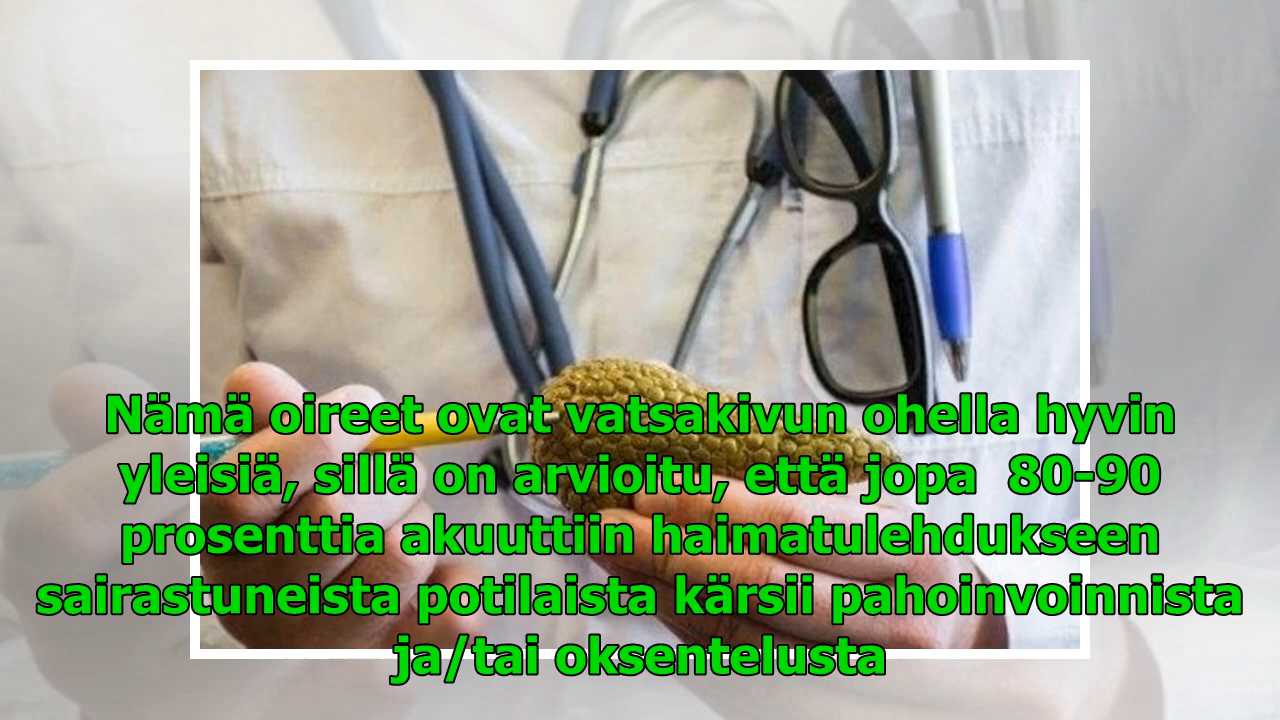 Nämä oireet ovat vatsakivun ohella hyvin
yleisiä, sillä on arvioitu, että jopa  80-90
prosenttia akuuttiin haimatulehdukseen
sairastuneista potilaista kärsii pahoinvoinnista
ja/tai oksentelusta